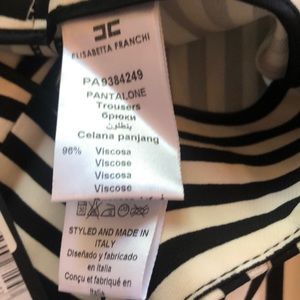 ELISABETTA FRANCHI
PA9384249
PANTALONE
Trousers
брюки
بنطلون
Celana panjang
96% Viscosa
Viscose
Viscosa
Viscose
STYLED AND MADE IN
ITALY
Diseñado y fabricado
en Italia
Conçu et fabriqué en
Italie